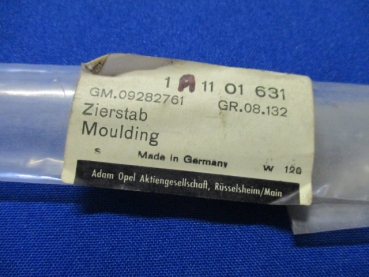 1 A 11 01 631
GM.09282761 GR.08.132
Zierstab
Moulding
Made in Germany W 129
Adam Opel Aktiengesellschaft, Rüsselsheim/Main